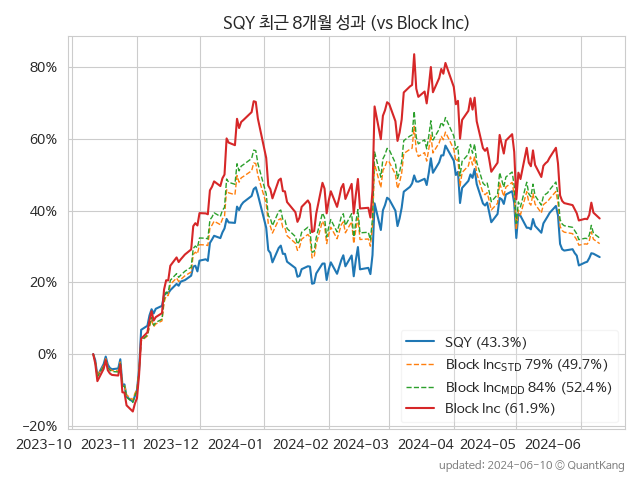 SQY 최근 8개월 성과 (vs Block Inc)
80%
60%
40%
20%
0%
−20%
2023-10 2023-11 2023-12 2024-01 2024-02 2024-03 2024-04 2024-05 2024-06
SQY (43.3%)
Block IncSTD 79% (49.7%)
Block IncMDD 84% (52.4%)
Block Inc (61.9%)
updated: 2024-06-10 ⓒ QuantKang